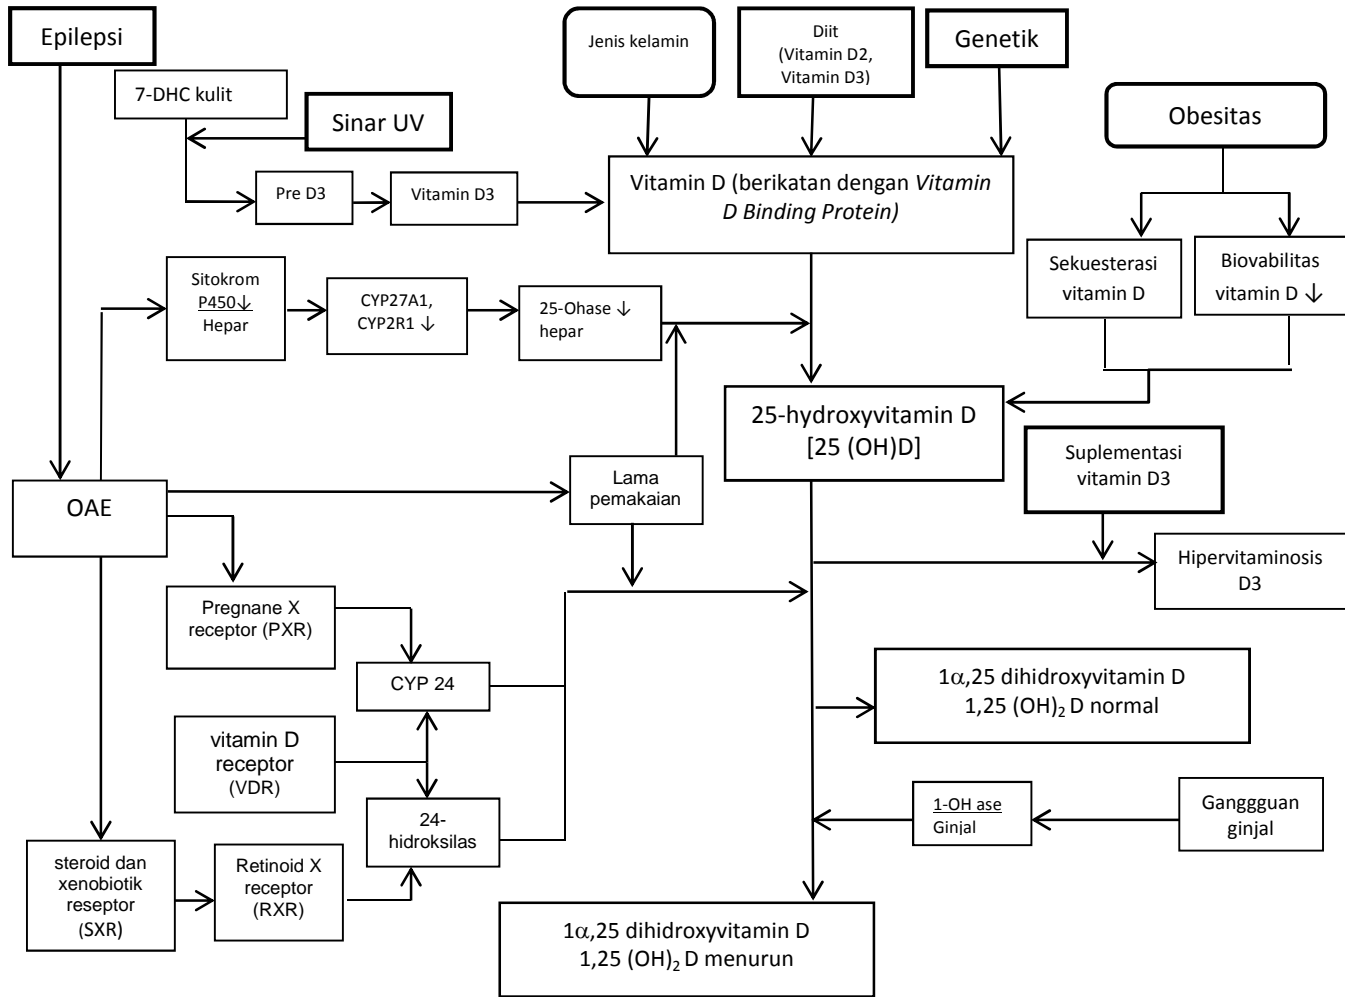 Epilepsi
Jenis kelamin
Diit
(Vitamin D2,
Vitamin D3)
Genetik
7-DHC kulit
Sinar UV
Obesitas
Pre D3
Vitamin D3
Vitamin D (berikatan dengan Vitamin
D Binding Protein)
Sekuesterasi
vitamin D
Biovabilitas
vitamin D ↓
Sitokrom
P450↓
Hepar
CYP27A1,
CYP2R1 ↓
25-Ohase ↓
hepar
25-hydroxyvitamin D
[25 (OH)D]
Suplementasi
vitamin D3
Lama
pemakaian
OAE
Hipervitaminosis
D3
Pregnane X
receptor (PXR)
CYP 24
1α,25 dihidroxyvitamin D
1,25 (OH)₂ D normal
vitamin D
receptor
(VDR)
24-
hidroksilas
1-OH ase
Ginjal
Ganggguan
ginjal
steroid dan
xenobiotik
reseptor
(SXR)
Retinoid X
receptor
(RXR)
1α,25 dihidroxyvitamin D
1,25 (OH)₂ D menurun